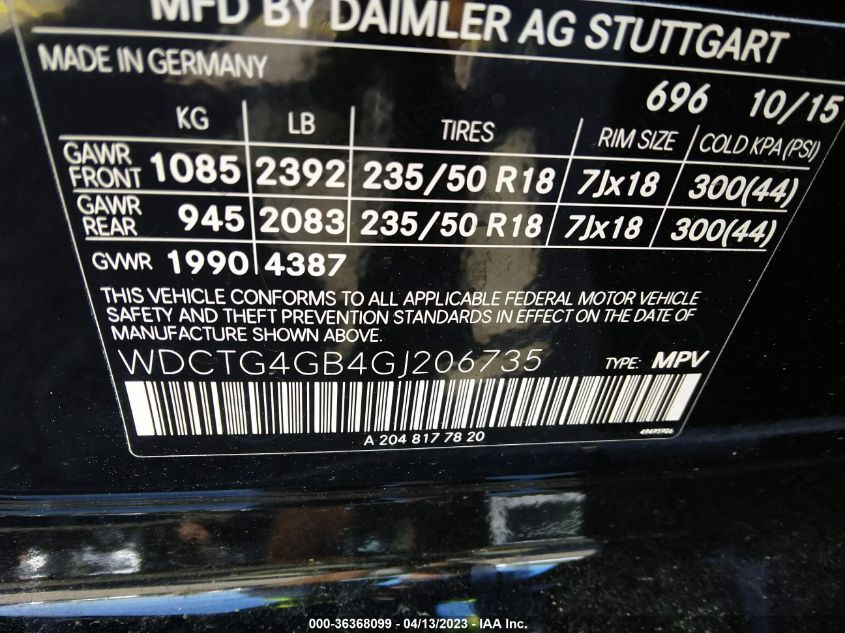 MFD BY DAIMLER AG STUTTGART
MADE IN GERMANY
696 10/15
KG LB TIRES RIM SIZE COLD KPA (PSI)
GAWR FRONT 1085 2392 235/50 R18 7Jx18 300(44)
GAWR REAR 945 2083 235/50 R18 7Jx18 300(44)
GVWR 1990 4387
THIS VEHICLE CONFORMS TO ALL APPLICABLE FEDERAL MOTOR VEHICLE
SAFETY AND THEFT PREVENTION STANDARDS IN EFFECT ON THE DATE OF
MANUFACTURE SHOWN ABOVE.
WDCTG4GB4GJ206735 TYPE: MPV
A 204 817 78 20 49495906
000-36368099 - 04/13/2023 - IAA Inc.